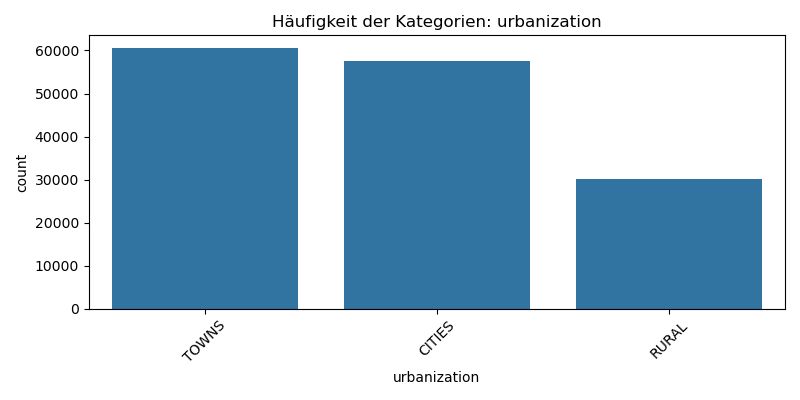 Häufigkeit der Kategorien: urbanization
count
60000
50000
40000
30000
20000
10000
0
TOWNS
CITIES
RURAL
urbanization